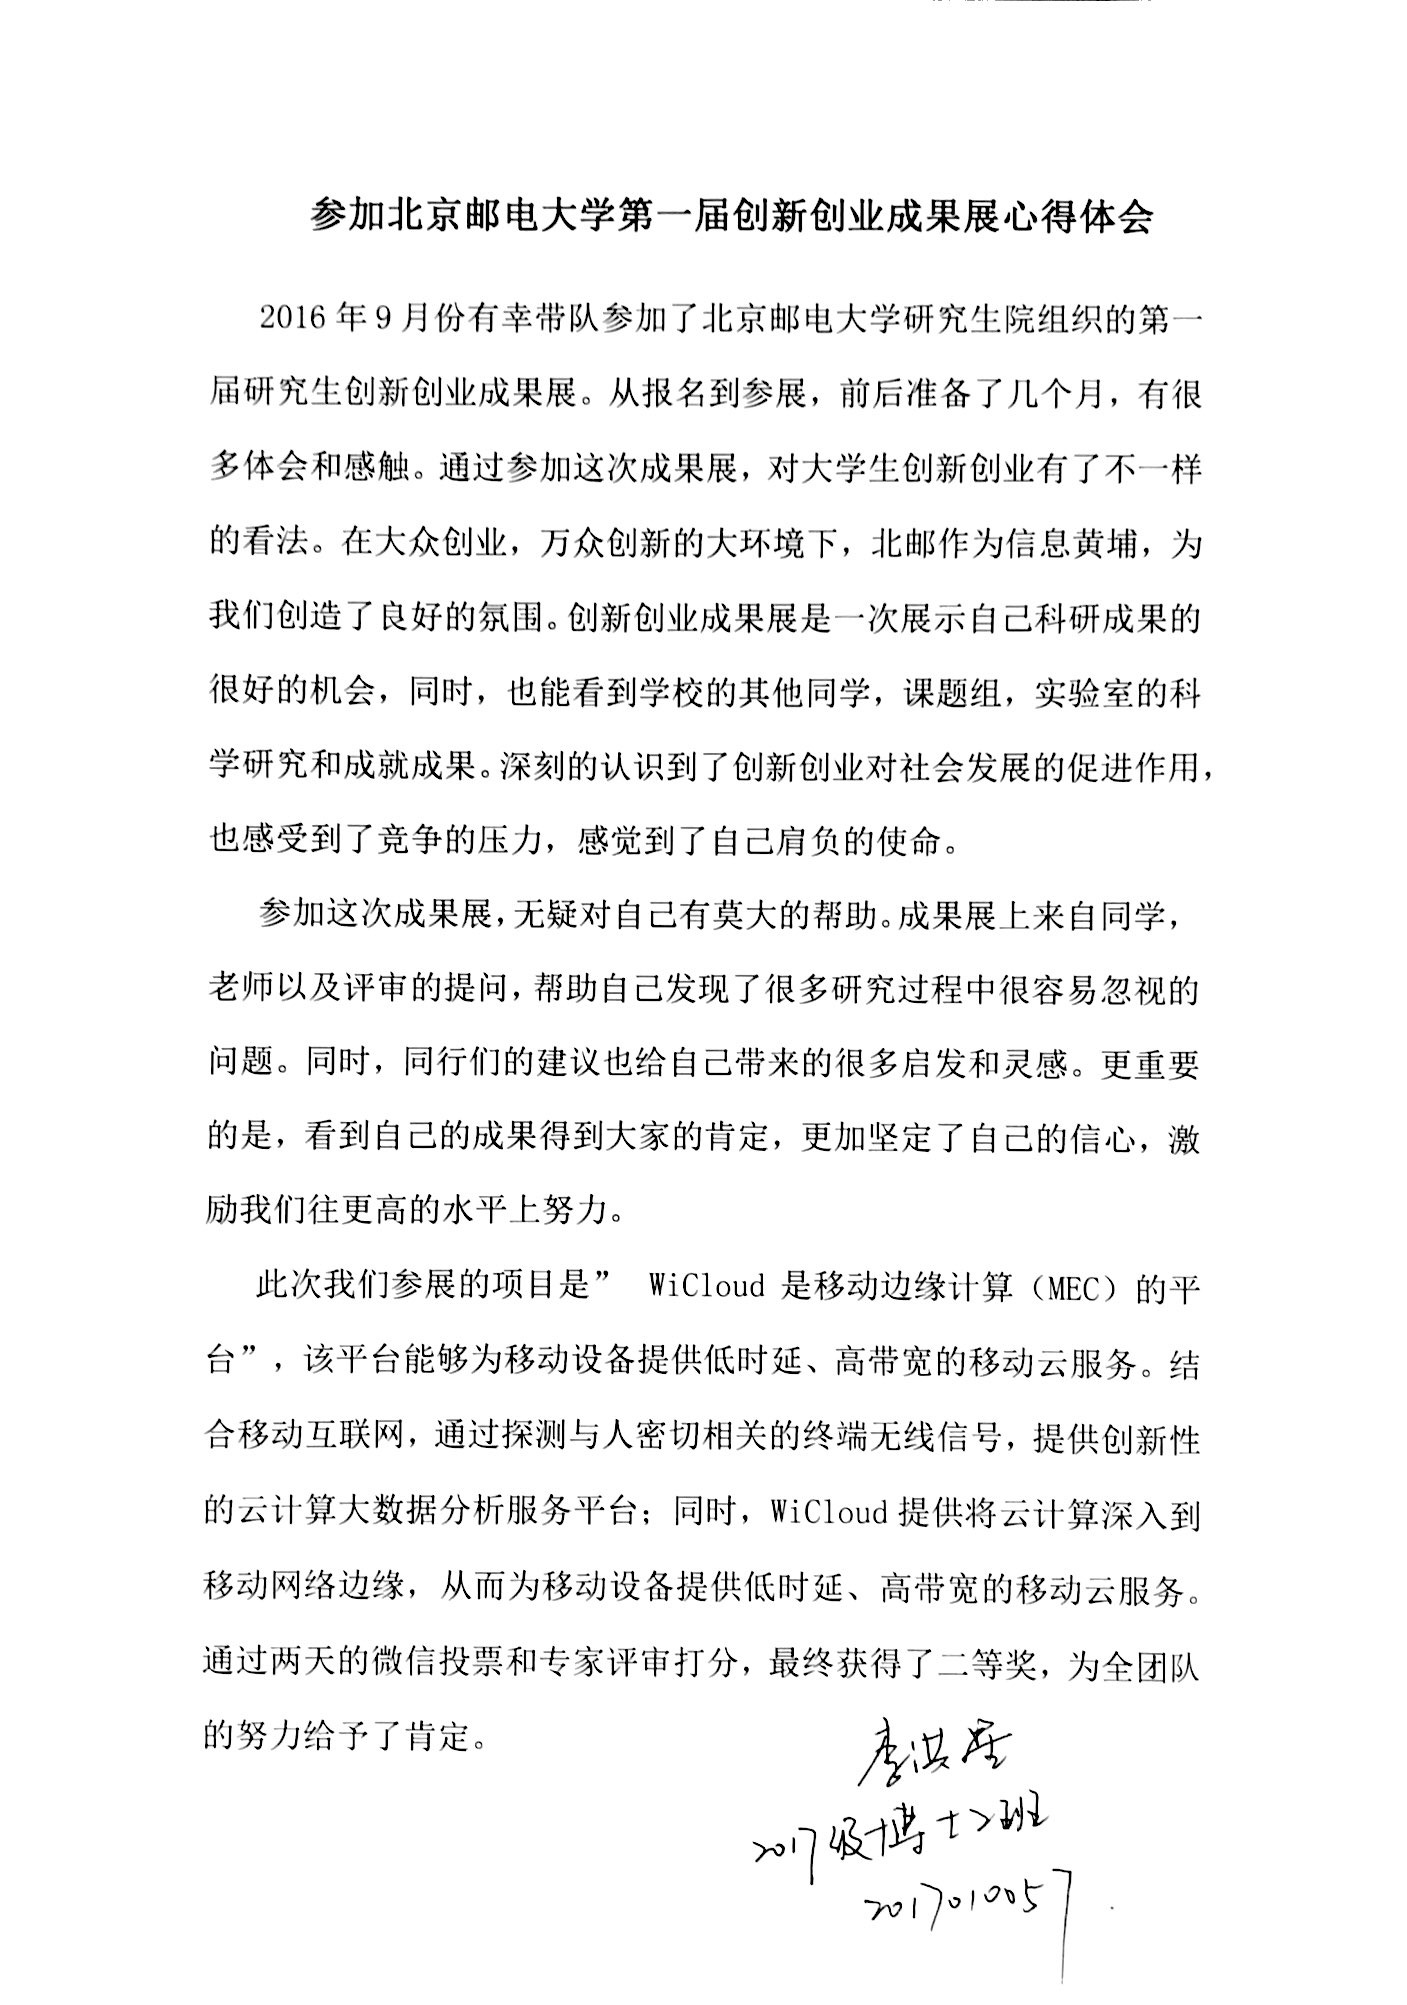 参加北京邮电大学第一届创新创业成果展心得体会
2016年9月份有幸带队参加了北京邮电大学研究生院组织的第一
届研究生创新创业成果展。从报名到参展，前后准备了几个月，有很
多体会和感触。通过参加这次成果展，对大学生创新创业有了不一样
的看法。在大众创业，万众创新的大环境下，北邮作为信息黄埔，为
我们创造了良好的氛围。创新创业成果展是一次展示自己科研成果的
很好的机会，同时，也能看到学校的其他同学，课题组，实验室的科
学研究和成就成果。深刻的认识到了创新创业对社会发展的促进作用，
也感受到了竞争的压力，感觉到了自己肩负的使命。
参加这次成果展，无疑对自己有莫大的帮助。成果展上来自同学，
老师以及评审的提问，帮助自己发现了很多研究过程中很容易忽视的
问题。同时，同行们的建议也给自己带来的很多启发和灵感。更重要
的是，看到自己的成果得到大家的肯定，更加坚定了自己的信心，激
励我们往更高的水平上努力。
此次我们参展的项目是” WiCloud 是移动边缘计算（MEC）的平
台”，该平台能够为移动设备提供低时延、高带宽的移动云服务。结
合移动互联网，通过探测与人密切相关的终端无线信号，提供创新性
的云计算大数据分析服务平台；同时，WiCloud提供将云计算深入到
移动网络边缘，从而为移动设备提供低时延、高带宽的移动云服务。
通过两天的微信投票和专家评审打分，最终获得了二等奖，为全团队
的努力给予了肯定。
李洪星
2017级博士2班
2017010057